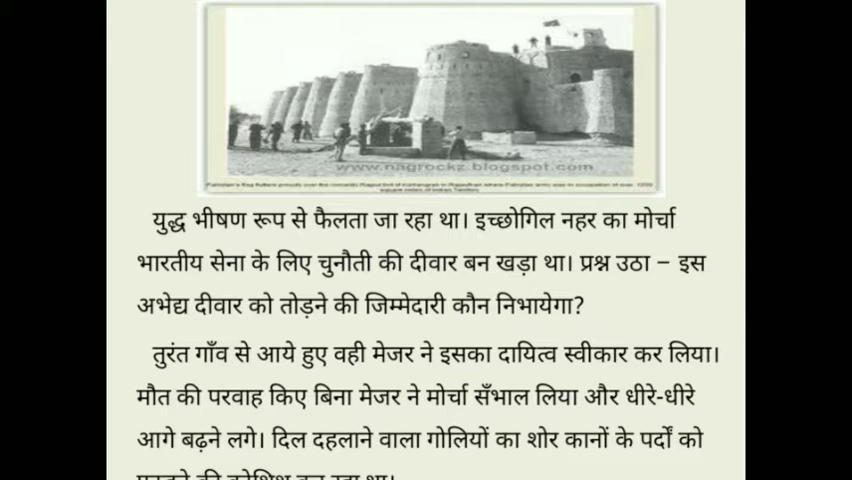 www.nagrockz.blogspot.com
युद्ध भीषण रूप से फैलता जा रहा था। इच्छोगिल नहर का मोर्चा
भारतीय सेना के लिए चुनौती की दीवार बन खड़ा था। प्रश्न उठा – इस
अभेद्य दीवार को तोड़ने की जिम्मेदारी कौन निभायेगा?
तुरंत गाँव से आये हुए वही मेजर ने इसका दायित्व स्वीकार कर लिया।
मौत की परवाह किए बिना मेजर ने मोर्चा सँभाल लिया और धीरे-धीरे
आगे बढ़ने लगे। दिल दहलाने वाला गोलियों का शोर कानों के पर्दों को